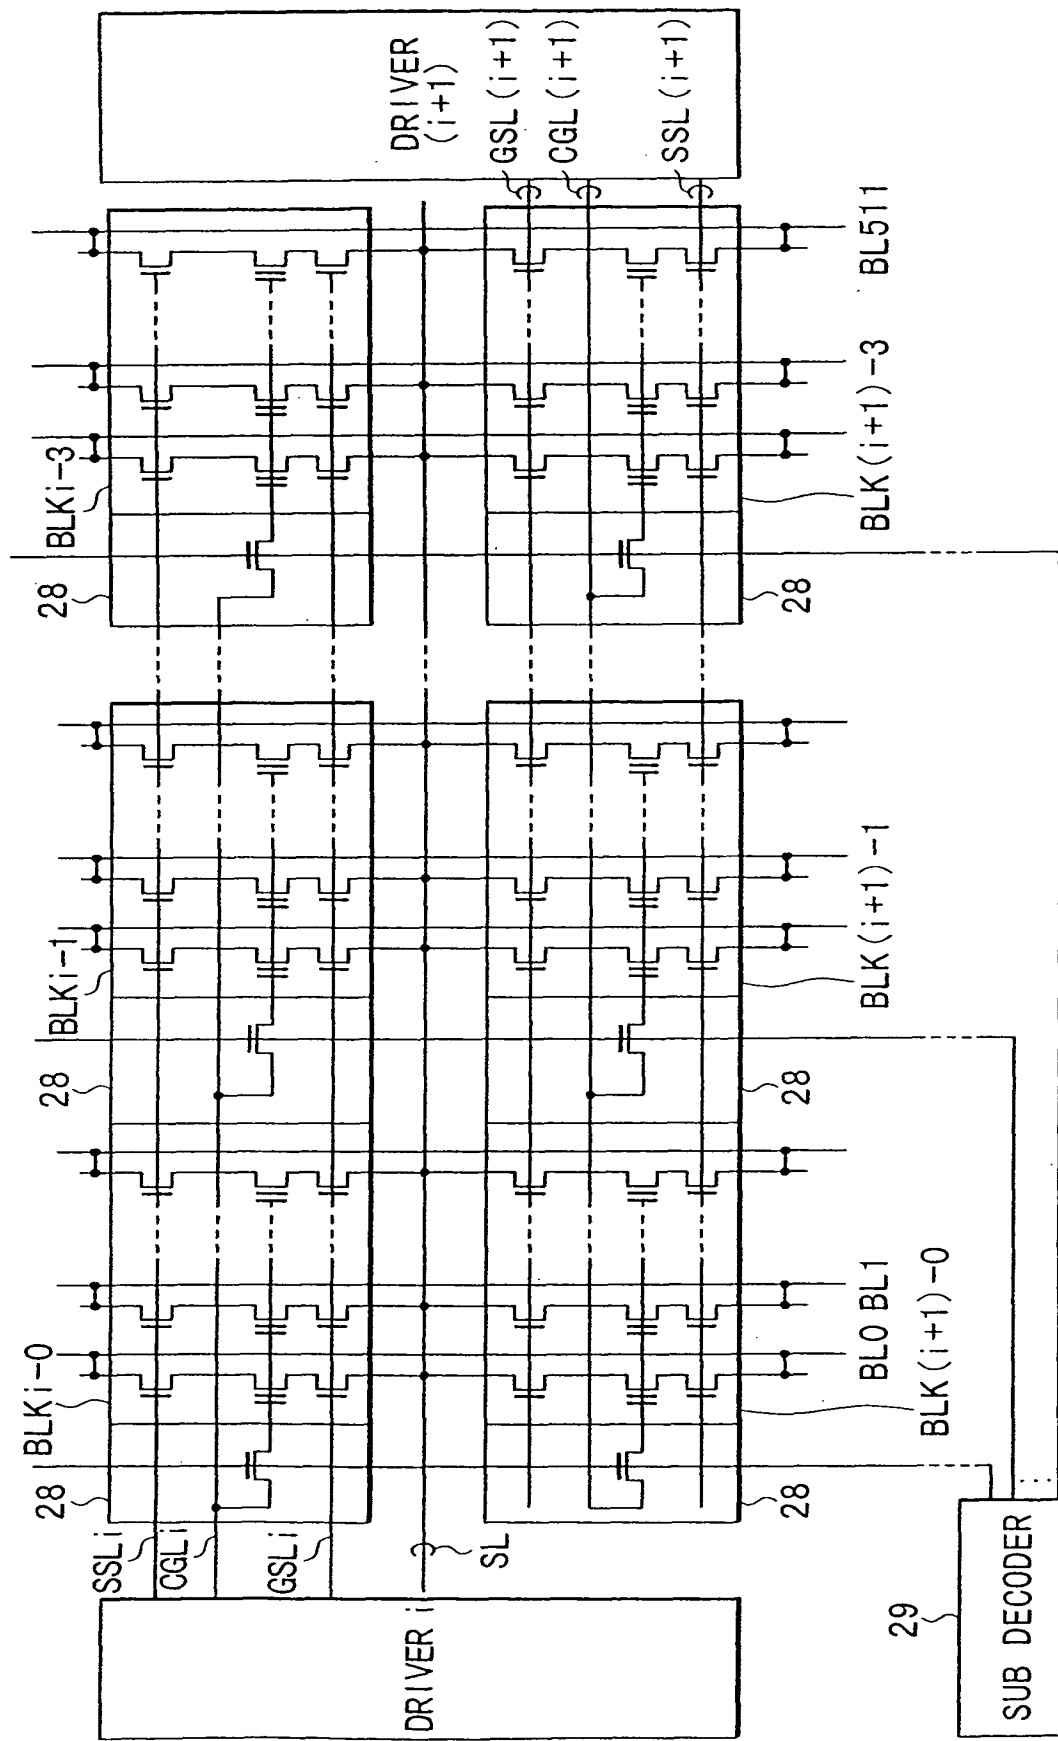 DRIVER i
SSLi
CGLi
GSLi
SL
28
BLKi-0
28
BLKi-1
28
BLKi-3
28
BLK(i+1)-0
BL0 BL1
28
BLK(i+1)-1
28
BLK(i+1)-3
BL511
DRIVER
(i+1)
GSL(i+1)
CGL(i+1)
SSL(i+1)
29
SUB DECODER